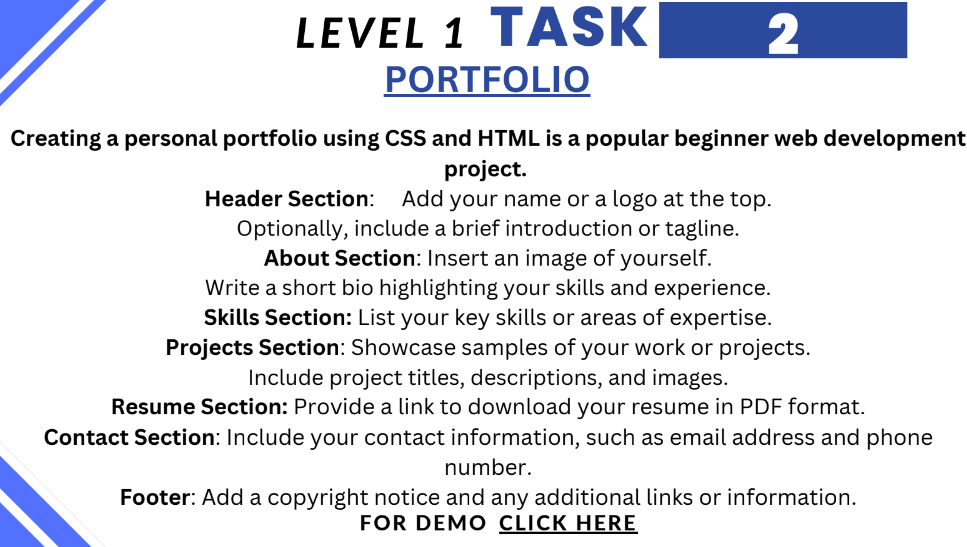 LEVEL 1 TASK 2
PORTFOLIO
Creating a personal portfolio using CSS and HTML is a popular beginner web development
project.
Header Section: Add your name or a logo at the top.
Optionally, include a brief introduction or tagline.
About Section: Insert an image of yourself.
Write a short bio highlighting your skills and experience.
Skills Section: List your key skills or areas of expertise.
Projects Section: Showcase samples of your work or projects.
Include project titles, descriptions, and images.
Resume Section: Provide a link to download your resume in PDF format.
Contact Section: Include your contact information, such as email address and phone
number.
Footer: Add a copyright notice and any additional links or information.
FOR DEMO CLICK HERE